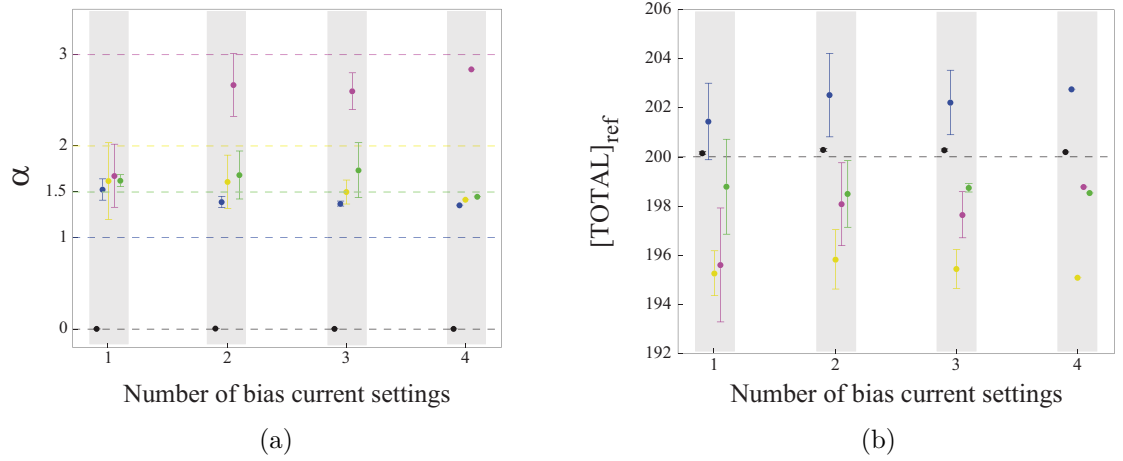 3
2
1.5
1
0
α
1 2 3 4
Number of bias current settings
(a)
206
204
202
200
198
196
194
192
[TOTAL]ref
1 2 3 4
Number of bias current settings
(b)